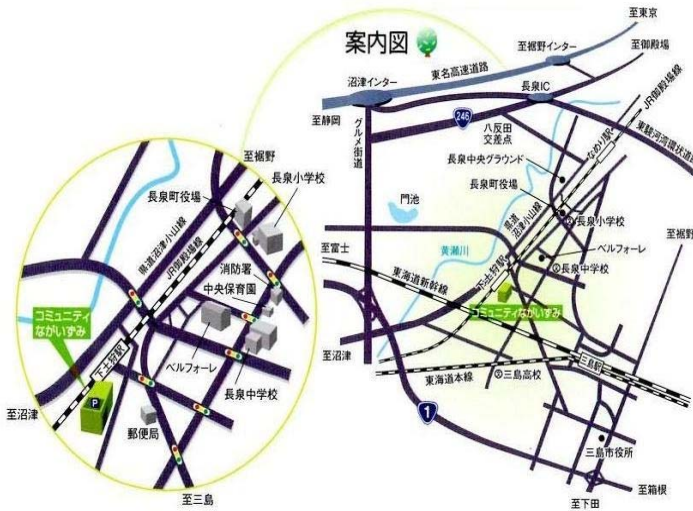 案内図
至東京
至裾野インター
至御殿場
東名高速道路
沼津インター
長泉IC
至静岡
グルメ街道
246
八反田
交差点
なめり駅
JR御殿場線
東駿河湾環状道路
長泉中央グラウンド
長泉町役場
門池
県道
沼津小山線
長泉小学校
至裾野
ベルフォーレ
至富士
黄瀬川
下土狩駅
長泉中学校
東海道新幹線
コミュニティながいずみ
至沼津
三島駅
東海道本線
三島高校
1
三島市役所
至箱根
至下田
至裾野
長泉小学校
長泉町役場
県道沼津小山線
JR御殿場線
消防署
中央保育園
コミュニティ
ながいずみ
ベルフォーレ
下土狩駅
長泉中学校
P
至沼津
郵便局
至三島